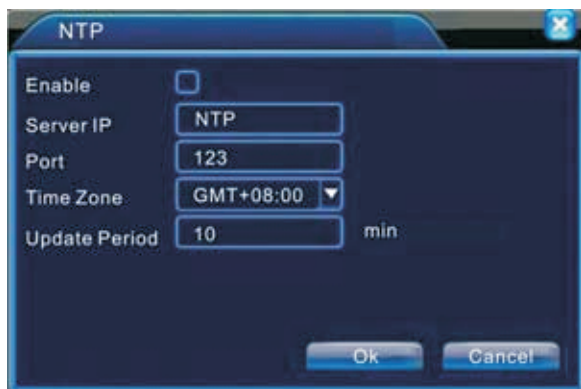 NTP
Enable
Server IP NTP
Port 123
Time Zone GMT+08:00
Update Period 10 min
Ok Cancel